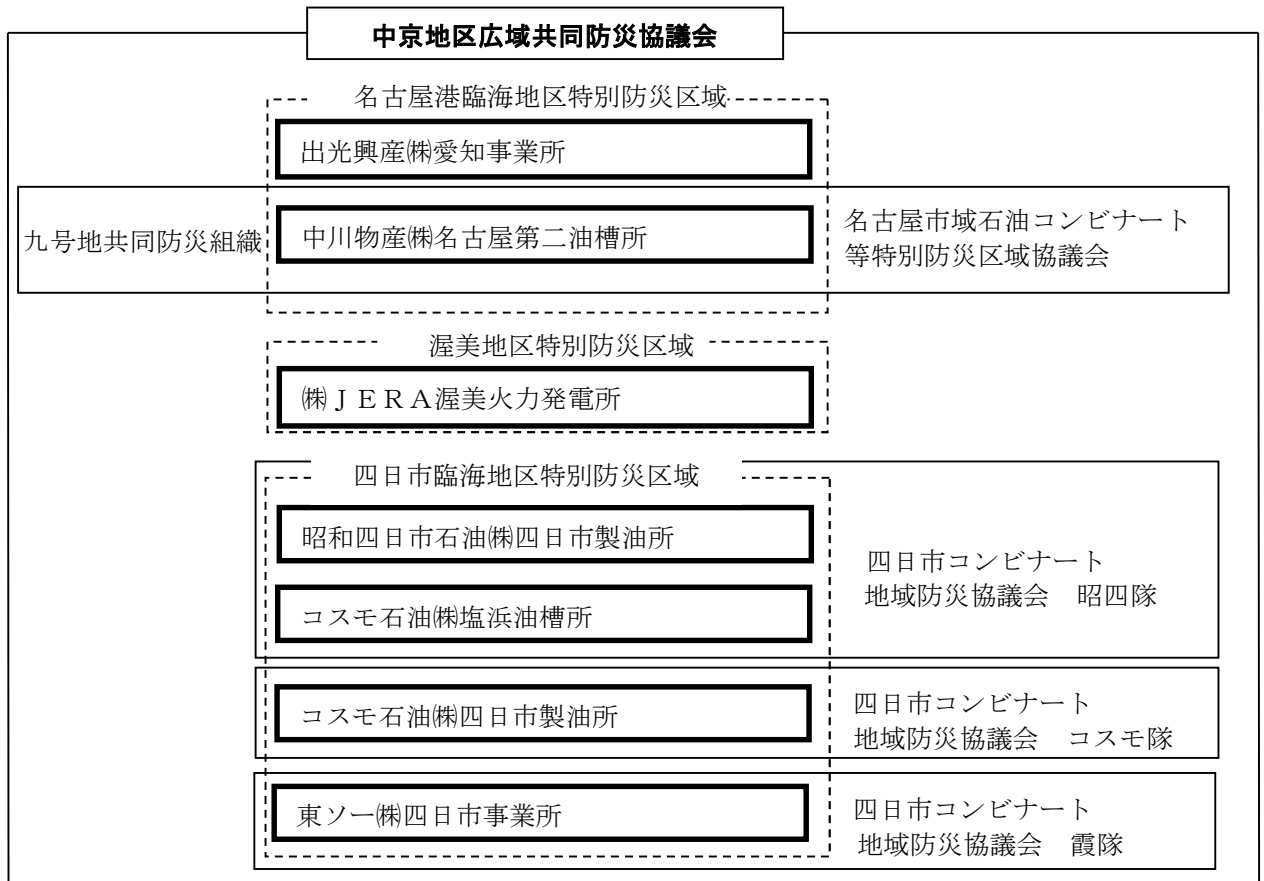 中京地区広域共同防災協議会
名古屋港臨海地区特別防災区域
出光興産㈱愛知事業所
九号地共同防災組織
中川物産㈱名古屋第二油槽所
名古屋市域石油コンビナート
等特別防災区域協議会
渥美地区特別防災区域
㈱ＪＥＲＡ渥美火力発電所
四日市臨海地区特別防災区域
昭和四日市石油㈱四日市製油所
コスモ石油㈱塩浜油槽所
四日市コンビナート
地域防災協議会　昭四隊
コスモ石油㈱四日市製油所
四日市コンビナート
地域防災協議会　コスモ隊
東ソー㈱四日市事業所
四日市コンビナート
地域防災協議会　霞隊